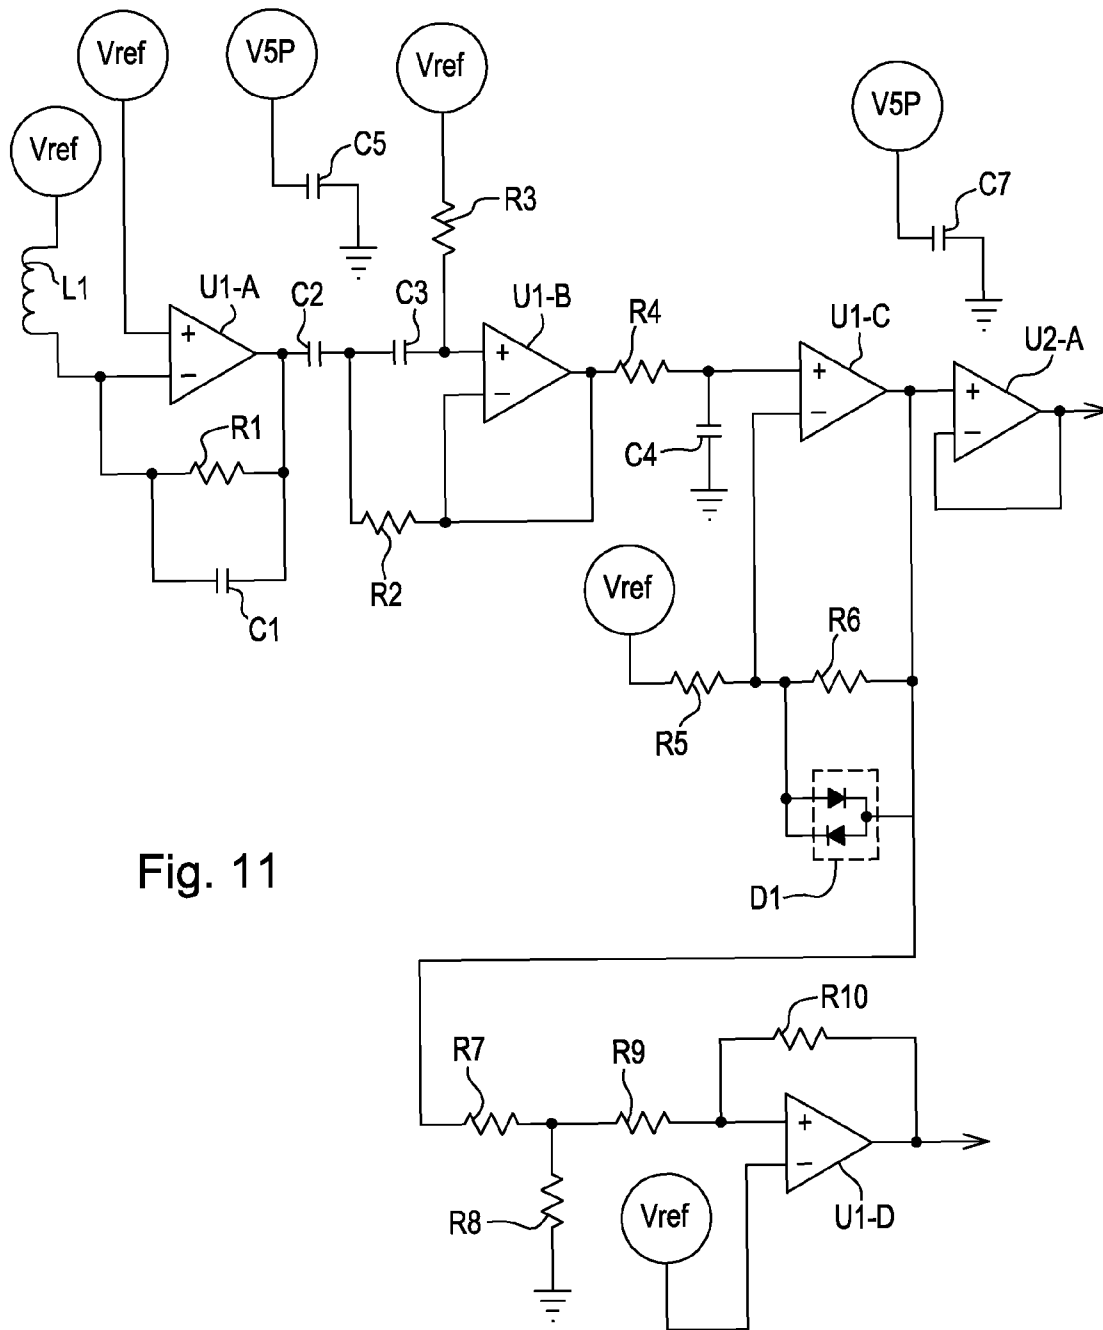 Vref
V5P
Vref
V5P
Vref
C5
C7
R3
L1
U1-A
C2
C3
U1-B
R4
U1-C
U2-A
+
−
+
−
+
−
+
−
R1
C4
R2
Vref
C1
R6
R5
D1
Fig. 11
R10
R7
R9
+
−
R8
Vref
U1-D